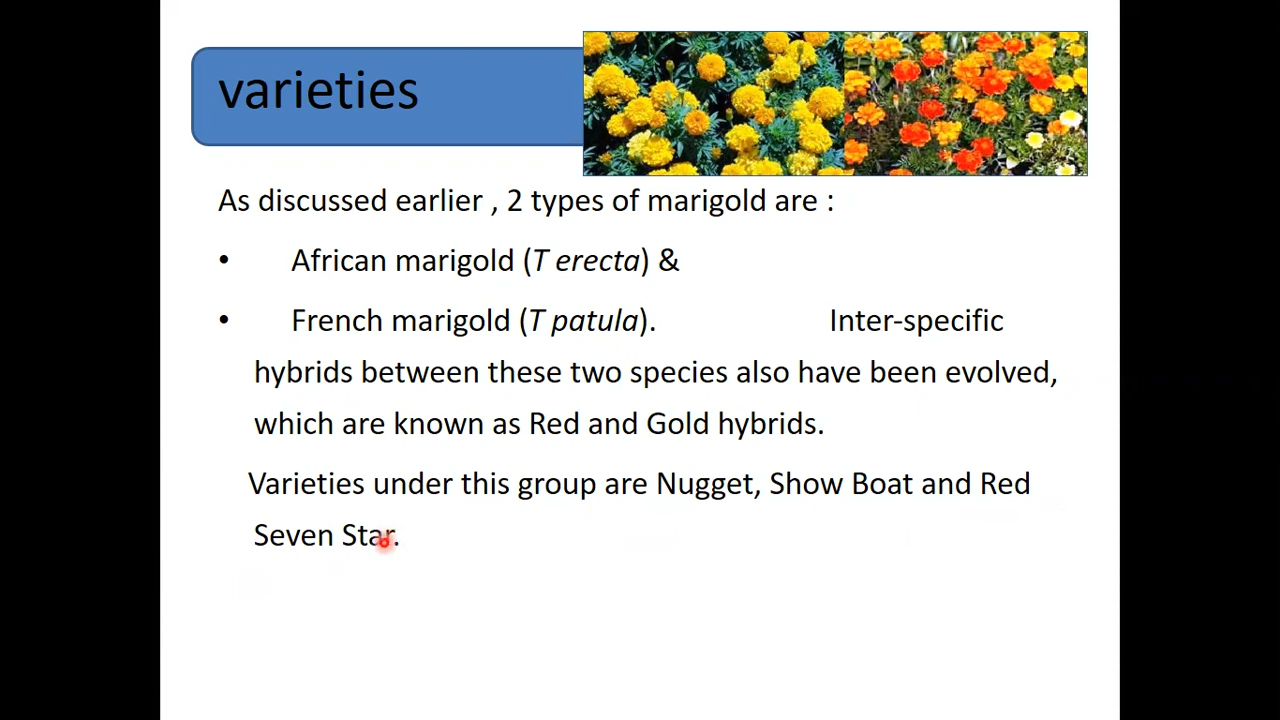 varieties
As discussed earlier , 2 types of marigold are :
• African marigold (T erecta) &
• French marigold (T patula). Inter-specific
hybrids between these two species also have been evolved,
which are known as Red and Gold hybrids.
Varieties under this group are Nugget, Show Boat and Red
Seven Star.